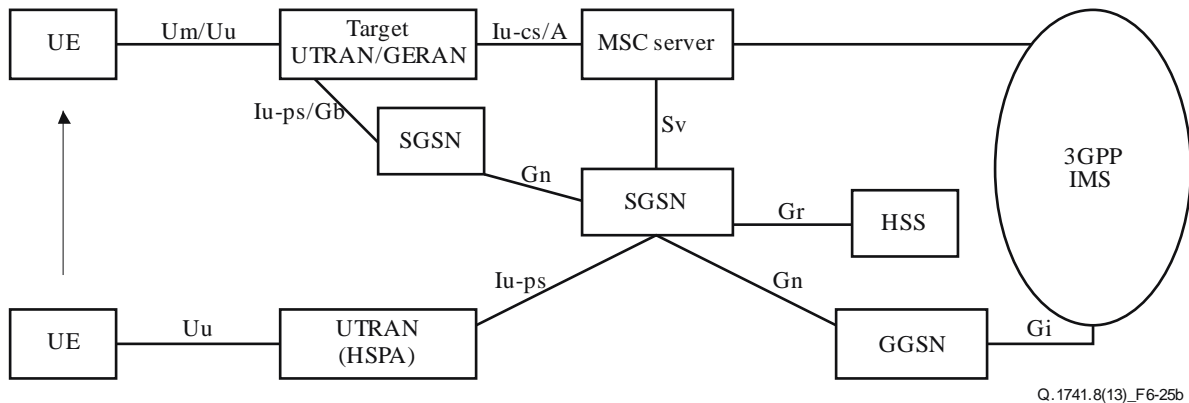 UE
Um/Uu
Target
UTRAN/GERAN
Iu-cs/A
MSC server
Iu-ps/Gb
SGSN
Sv
Gn
SGSN
3GPP
IMS
Gr
HSS
Iu-ps
Gn
UE
Uu
UTRAN
(HSPA)
GGSN
Gi
Q.1741.8(13)_F6-25b